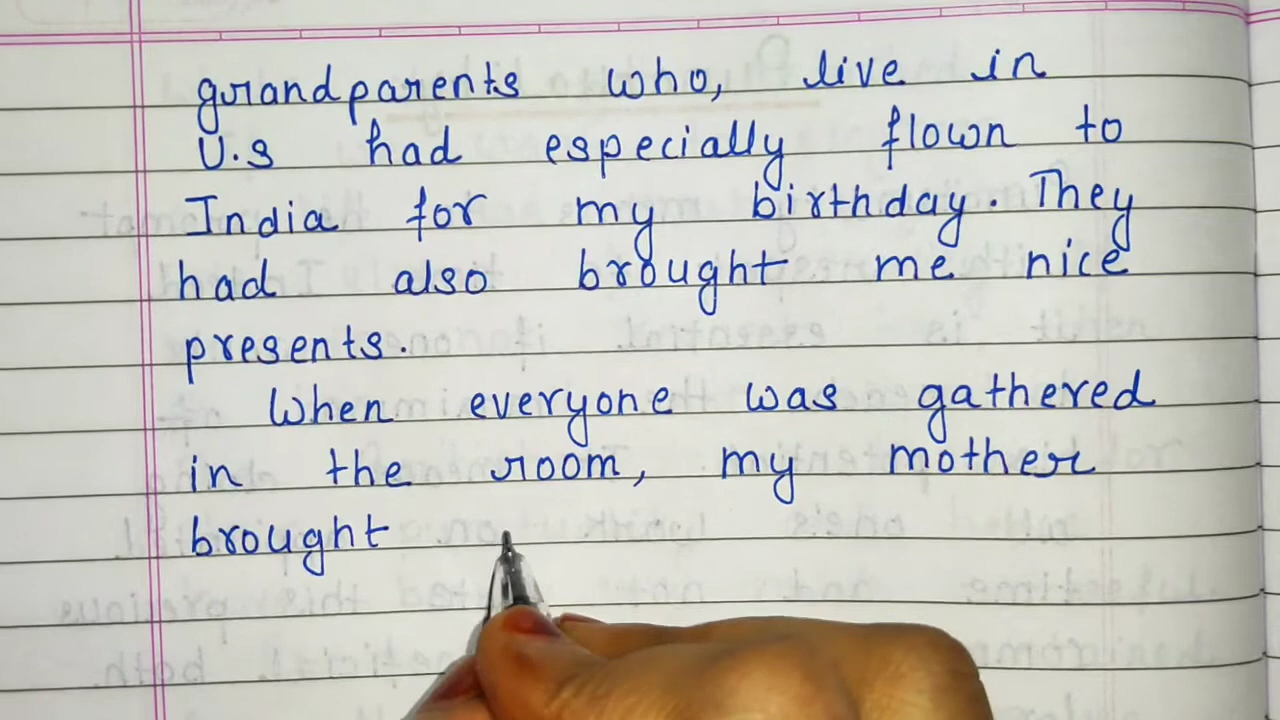 grandparents who, live in
U.s had especially flown to
India for my birthday. They
had also brought me nice
presents.
When everyone was gathered
in the room, my mother
brought